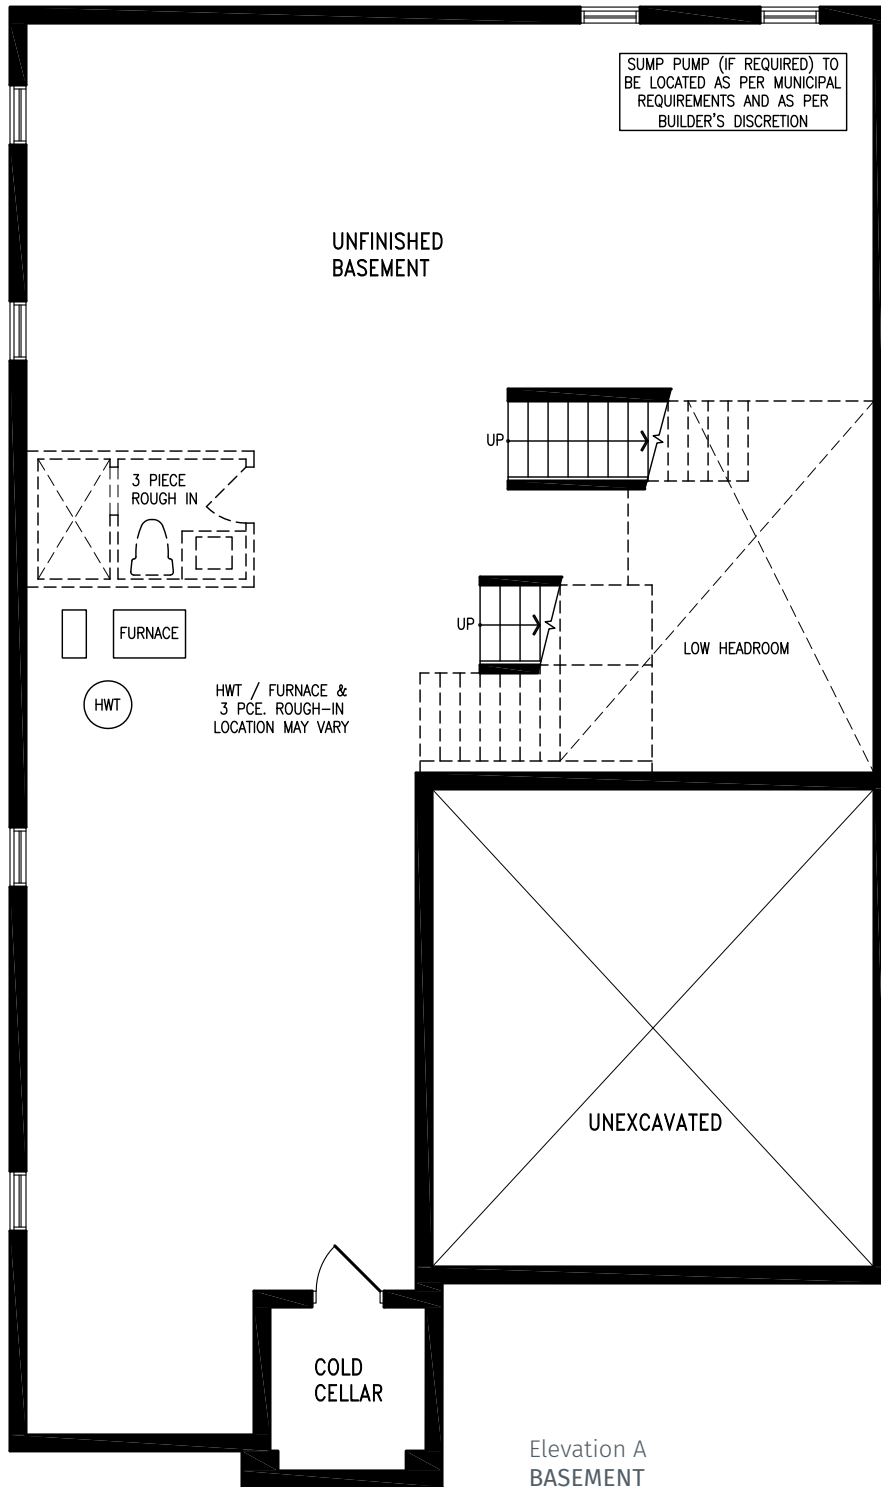 SUMP PUMP (IF REQUIRED) TO
BE LOCATED AS PER MUNICIPAL
REQUIREMENTS AND AS PER
BUILDER'S DISCRETION
UNFINISHED
BASEMENT
UP
3 PIECE
ROUGH IN
UP
FURNACE
LOW HEADROOM
HWT
HWT / FURNACE &
3 PCE. ROUGH-IN
LOCATION MAY VARY
UNEXCAVATED
COLD
CELLAR
Elevation A
BASEMENT